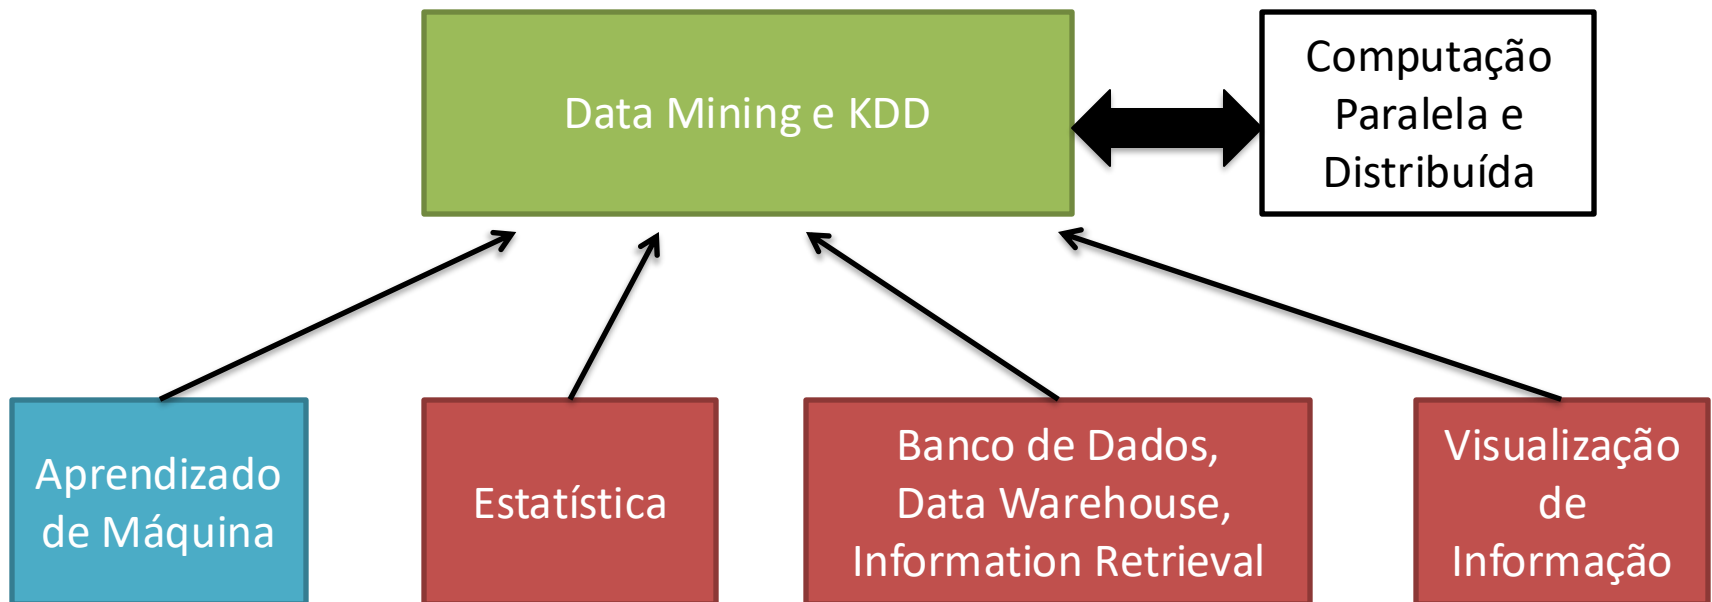 Data Mining e KDD
Computação
Paralela e
Distribuída
Aprendizado
de Máquina
Estatística
Banco de Dados,
Data Warehouse,
Information Retrieval
Visualização
de
Informação